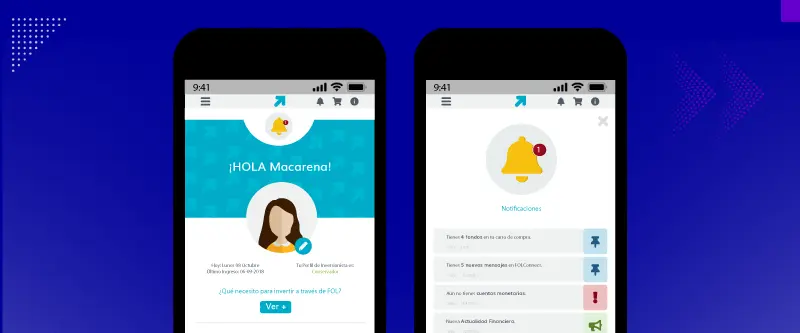 9:41
1
¡HOLA Macarena!
Hoy: Lunes 08 Octubre
Último Ingreso: 06-09-2018
Tu Perfil de Inversionista es:
Conservador
¿Qué necesito para invertir a través de FOL?
Ver +
9:41
1
Notificaciones
Tienes 4 fondos en tu carro de compra.
Tienes 5 nuevos mensajes en FOLComm.
Aún no tienes cuentas monetarias.
Nueva Actualidad Financiera.